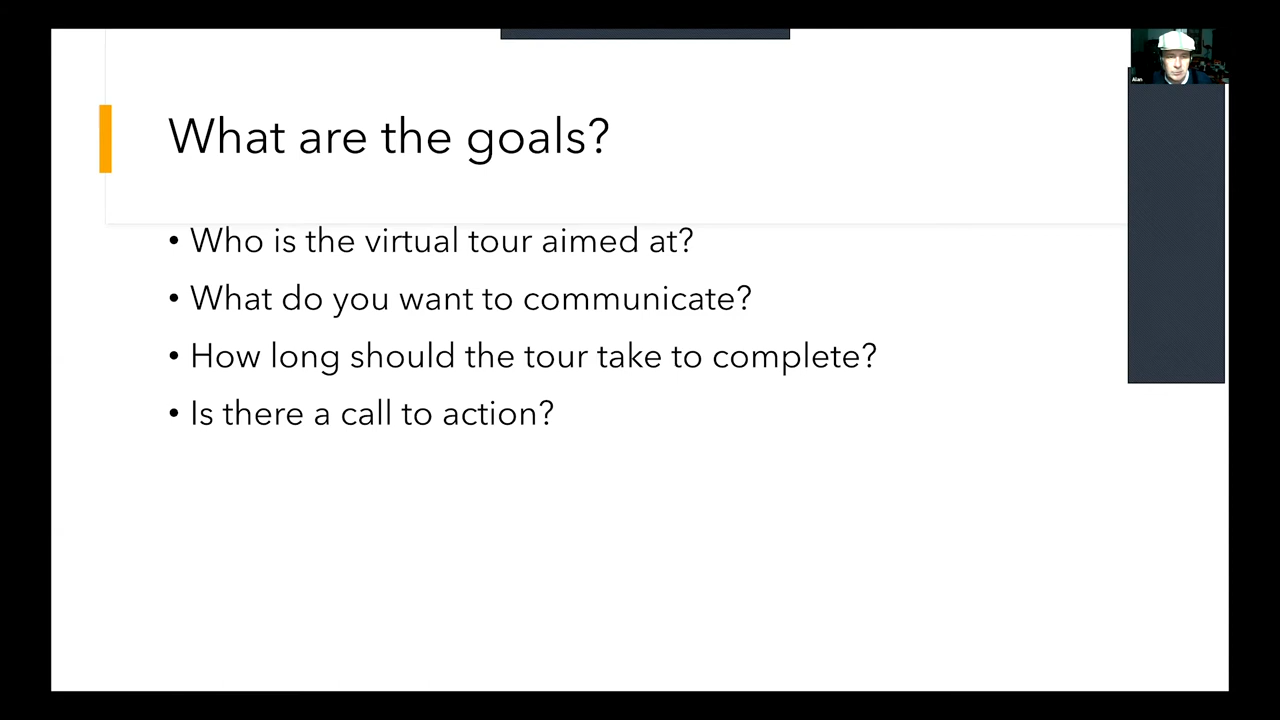 Alan
What are the goals?
• Who is the virtual tour aimed at?
• What do you want to communicate?
• How long should the tour take to complete?
• Is there a call to action?